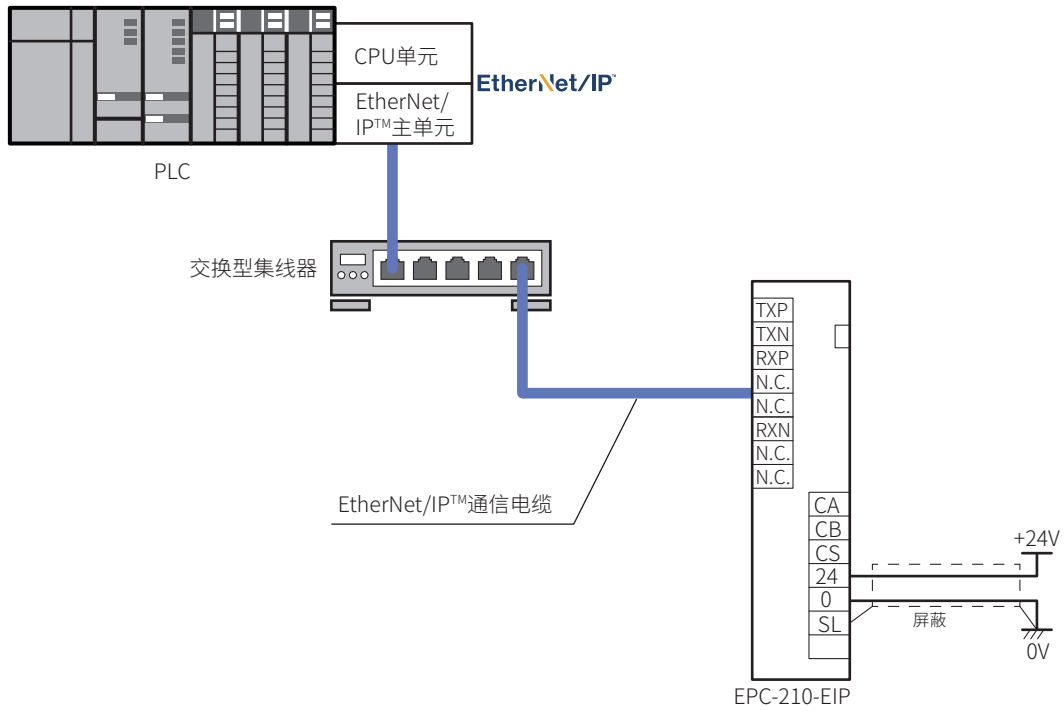 CPU单元
EtherNet/IP™
EtherNet/
IP™主单元
PLC
交换型集线器
TXP
TXN
RXP
N.C.
N.C.
RXN
N.C.
N.C.
EtherNet/IP™通信电缆
CA
CB
CS
+24V
24
0
屏蔽
SL
0V
EPC-210-EIP